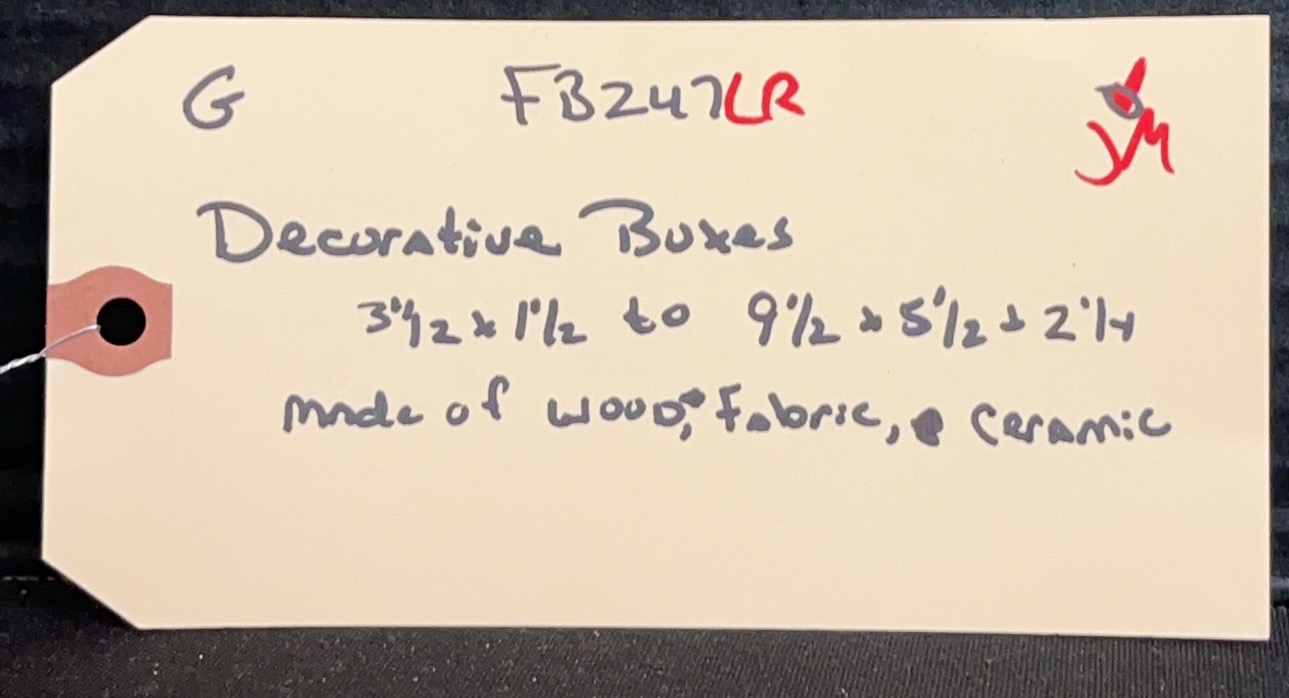 G FB247LR JM
Decorative Boxes
3 1/2 x 1 1/2 to 9 1/2 x 5 1/2 x 2 1/4
made of wood, Fabric, ceramic